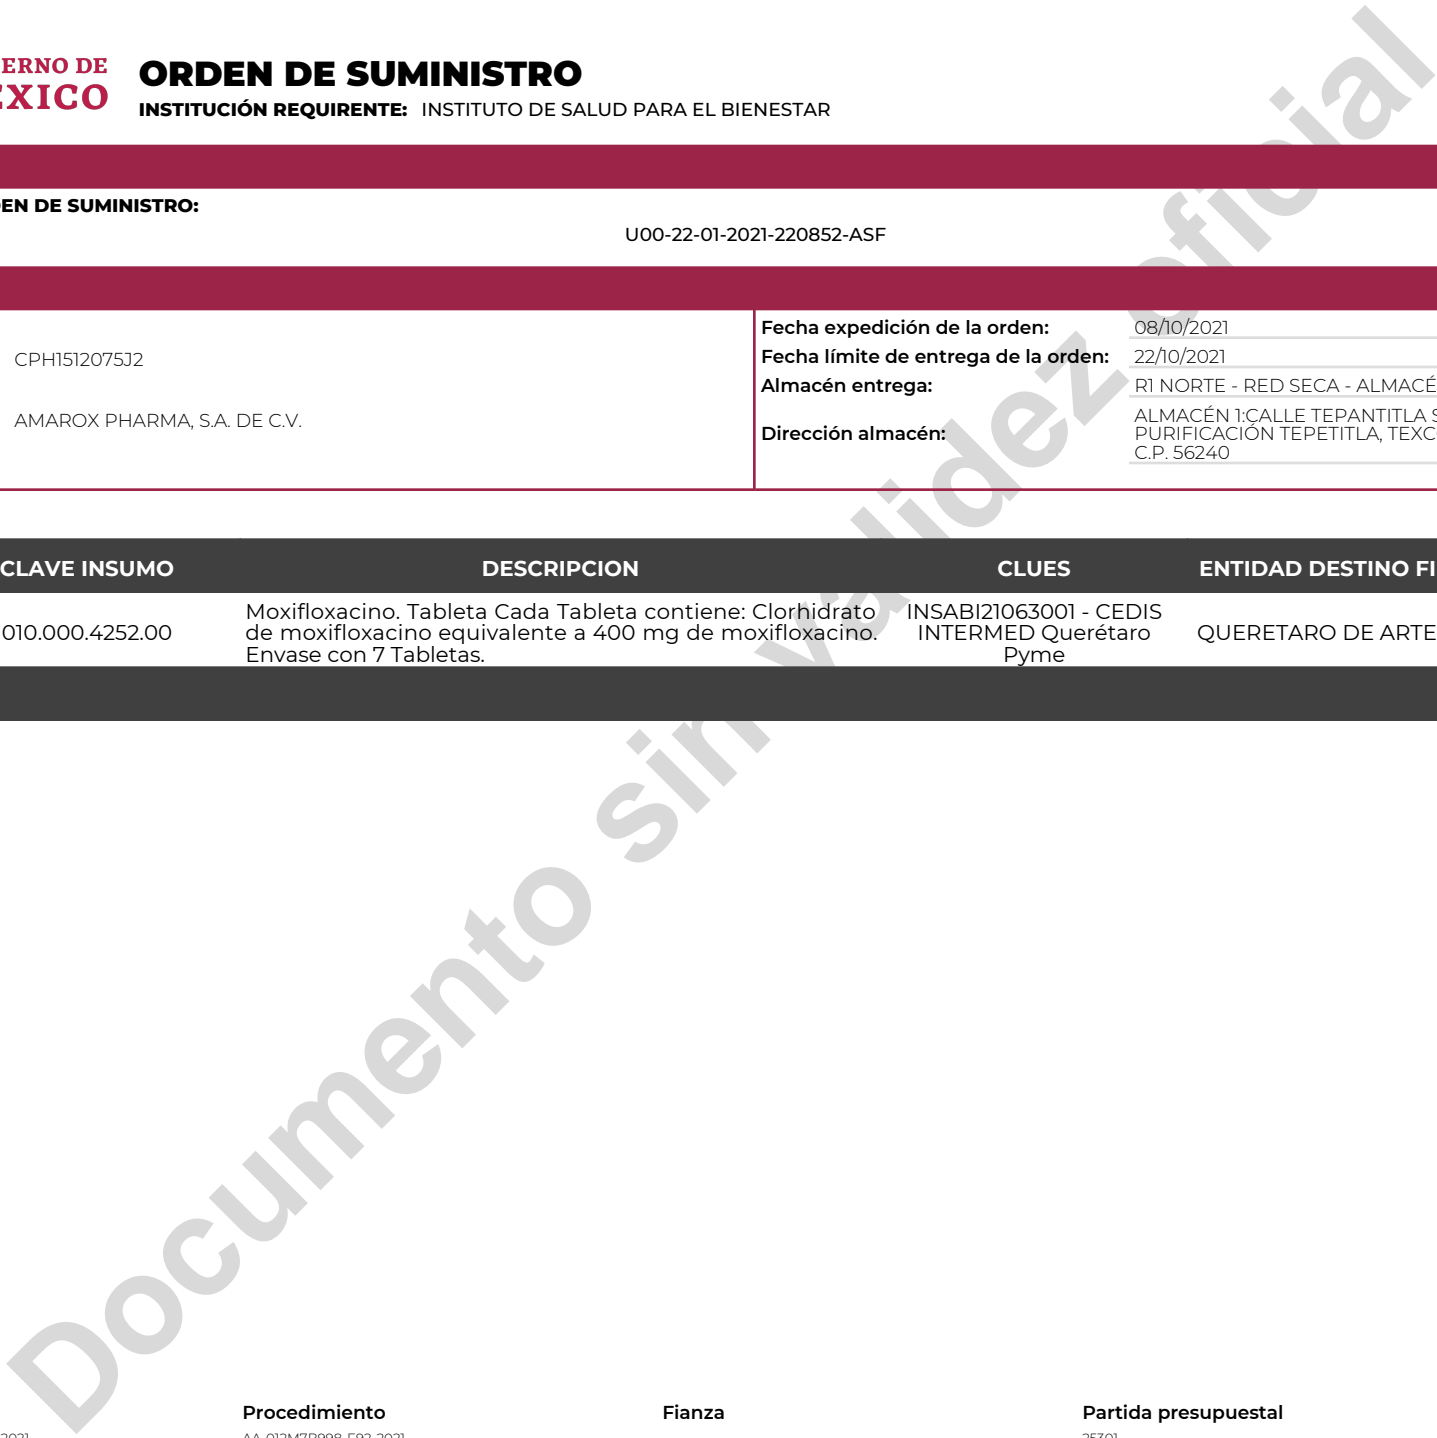 ERNO DE
EXICO
ORDEN DE SUMINISTRO
INSTITUCIÓN REQUIRENTE: INSTITUTO DE SALUD PARA EL BIENESTAR
EN DE SUMINISTRO:
U00-22-01-2021-220852-ASF
CPH1512075J2
AMAROX PHARMA, S.A. DE C.V.
Fecha expedición de la orden: 08/10/2021
Fecha límite de entrega de la orden: 22/10/2021
Almacén entrega: R1 NORTE - RED SECA - ALMACÉ
Dirección almacén: ALMACÉN 1:CALLE TEPANTITLA S
PURIFICACIÓN TEPETITLA, TEXC
C.P. 56240
CLAVE INSUMO DESCRIPCION CLUES ENTIDAD DESTINO FI
010.000.4252.00
Moxifloxacino. Tableta Cada Tableta contiene: Clorhidrato
de moxifloxacino equivalente a 400 mg de moxifloxacino.
Envase con 7 Tabletas.
INSABI21063001 - CEDIS
INTERMED Querétaro
Pyme
QUERETARO DE ARTE
Documento sin validez oficial
Procedimiento Fianza Partida presupuestal